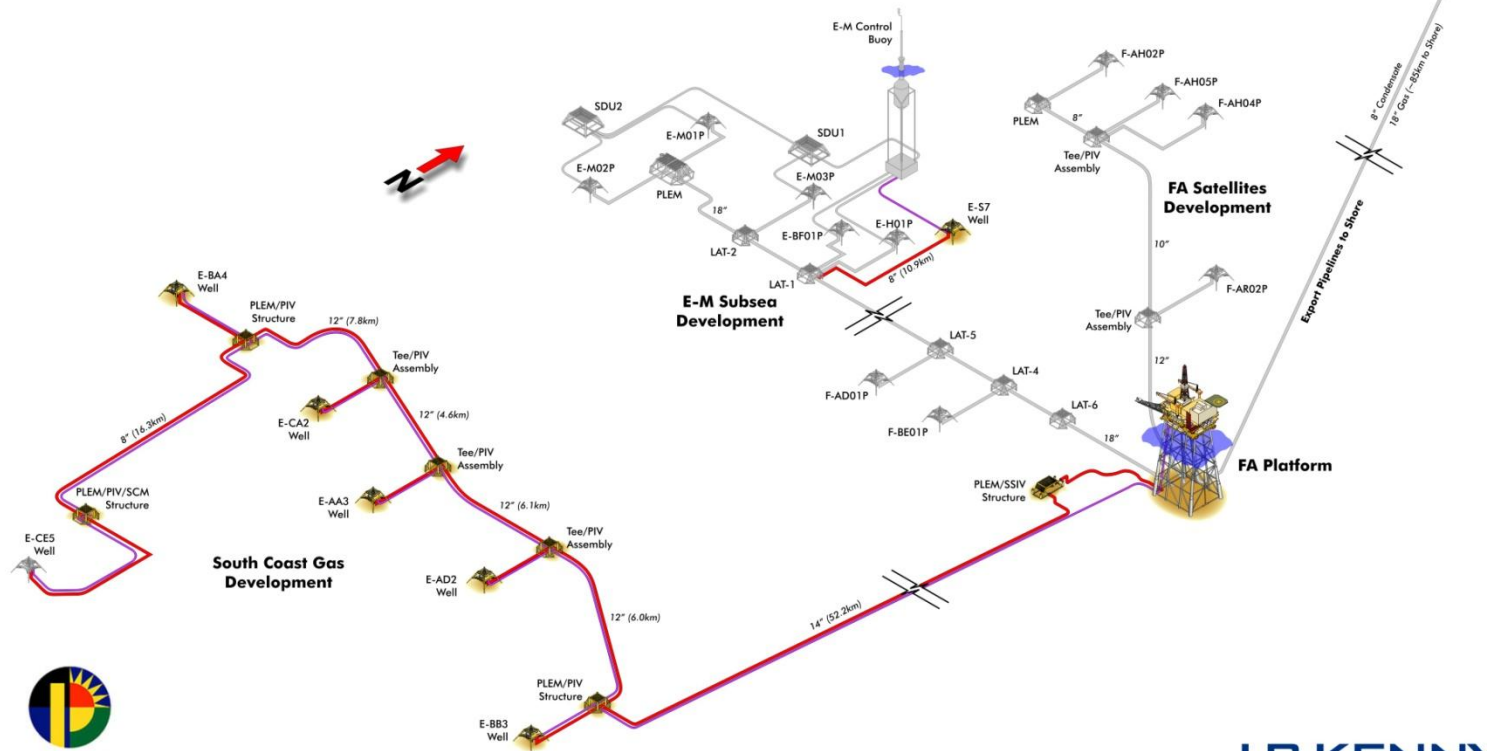 E-M Control
Buoy
F-AH02P
8" Condensate
18" Gas (~85km to Shore)
F-AH05P
F-AH04P
SDU2
PLEM
8"
E-M01P
SDU1
Tee/PIV
Assembly
N
E-M02P
PLEM
E-M03P
FA Satellites
Development
18"
E-S7
Well
E-BF01P
E-H01P
LAT-2
10"
Export Pipelines to Shore
LAT-1
8" (10.9km)
E-BA4
Well
F-AR02P
E-M Subsea
Development
PLEM/PIV
Structure
12" (7.8km)
Tee/PIV
Assembly
LAT-5
Tee/PIV
Assembly
12"
LAT-4
F-AD01P
E-CA2
Well
12" (4.6km)
LAT-6
F-BE01P
8" (16.3km)
18"
Tee/PIV
Assembly
FA Platform
PLEM/PIV/SCM
Structure
E-AA3
Well
12" (6.1km)
PLEM/SSIV
Structure
E-CE5
Well
Tee/PIV
Assembly
South Coast Gas
Development
E-AD2
Well
12" (6.0km)
14" (52.2km)
PLEM/PIV
Structure
E-BB3
Well